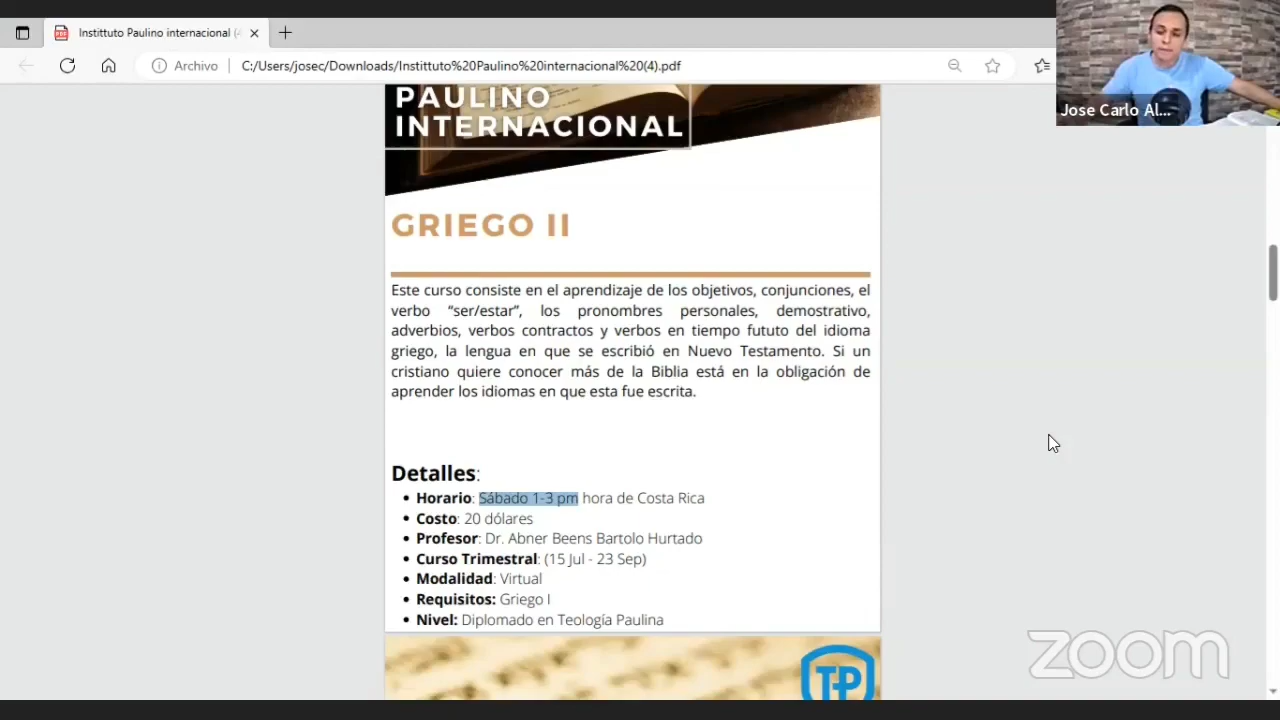 Instittuto Paulino internacional (4
Archivo
C:/Users/josec/Downloads/Instittuto%20Paulino%20internacional%20(4).pdf
Jose Carlo Al...
PAULINO
INTERNACIONAL
GRIEGO II
Este curso consiste en el aprendizaje de los objetivos, conjunciones, el
verbo “ser/estar”, los pronombres personales, demostrativo,
adverbios, verbos contractos y verbos en tiempo fututo del idioma
griego, la lengua en que se escribió en Nuevo Testamento. Si un
cristiano quiere conocer más de la Biblia está en la obligación de
aprender los idiomas en que esta fue escrita.
Detalles:
• Horario: Sábado 1-3 pm hora de Costa Rica
• Costo: 20 dólares
• Profesor: Dr. Abner Beens Bartolo Hurtado
• Curso Trimestral: (15 Jul - 23 Sep)
• Modalidad: Virtual
• Requisitos: Griego I
• Nivel: Diplomado en Teología Paulina
zoom
TP